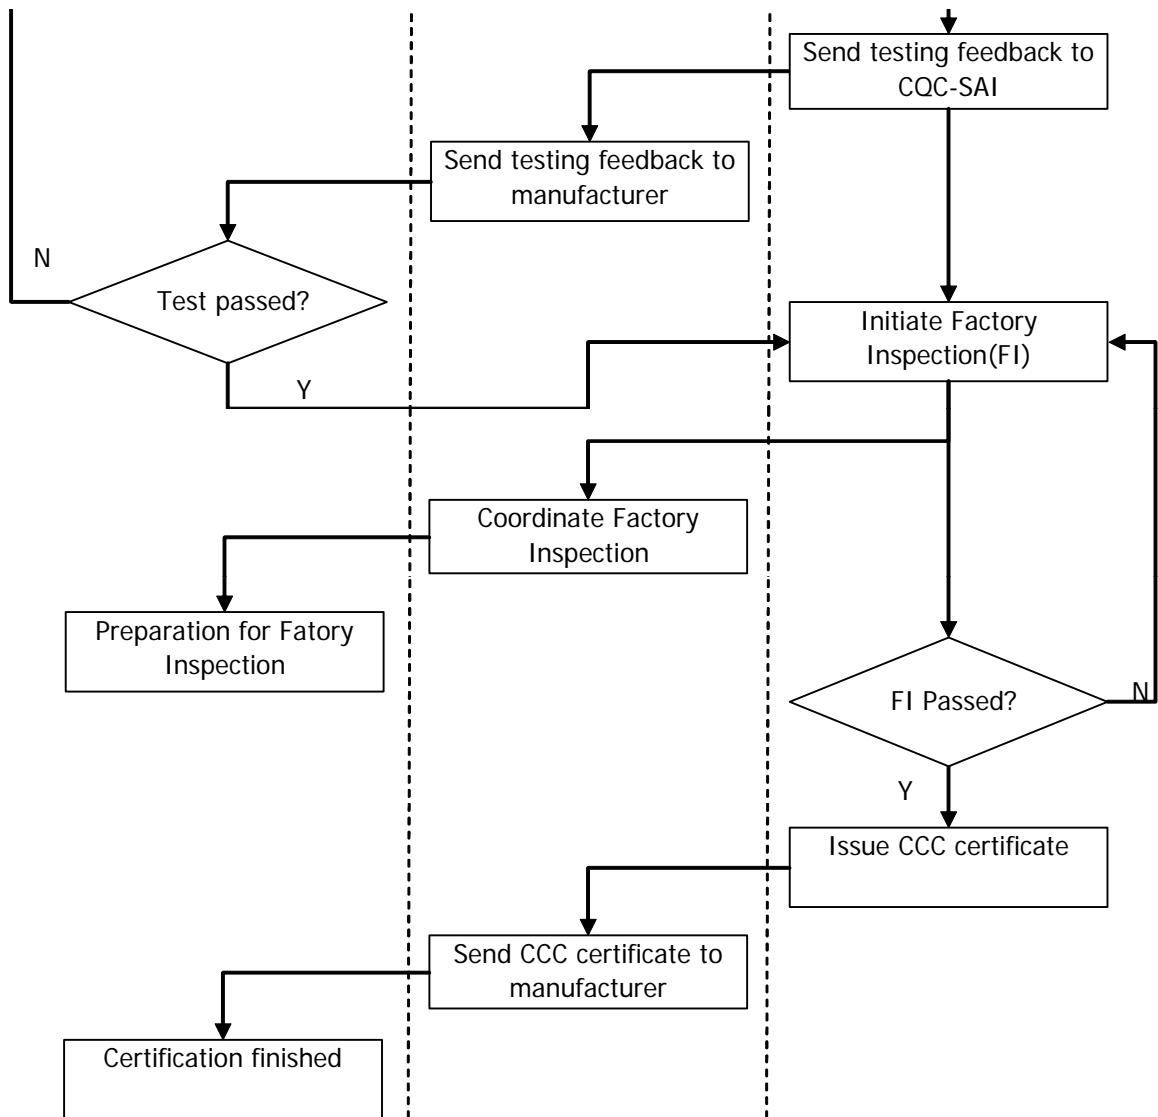 Send testing feedback to
CQC-SAI
Send testing feedback to
manufacturer
N
Test passed?
Initiate Factory
Inspection(FI)
Y
Coordinate Factory
Inspection
Preparation for Fatory
Inspection
FI Passed?
N
Y
Issue CCC certificate
Send CCC certificate to
manufacturer
Certification finished